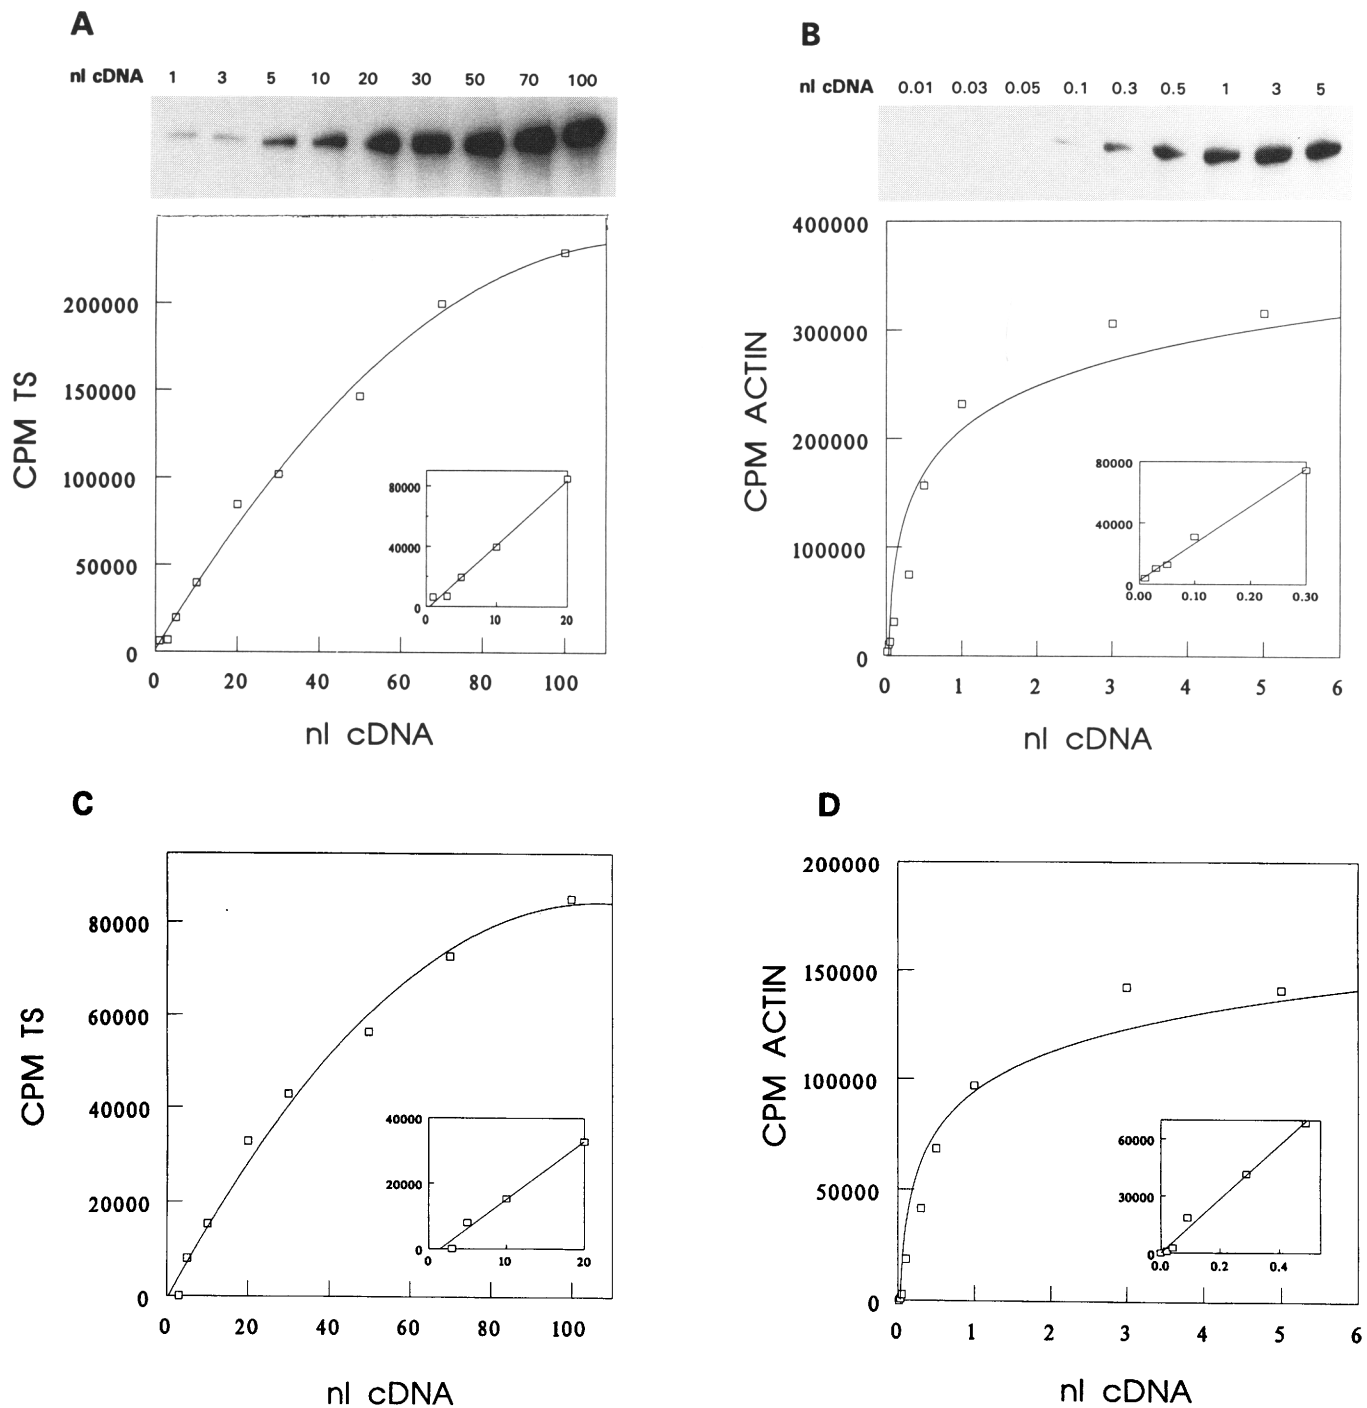 A
nl cDNA 1 3 5 10 20 30 50 70 100
200000
150000
100000
50000
0
CPM TS
80000
40000
0
0 10 20
0 20 40 60 80 100
nl cDNA
B
nl cDNA 0.01 0.03 0.05 0.1 0.3 0.5 1 3 5
400000
300000
200000
100000
0
CPM ACTIN
80000
40000
0
0.00 0.10 0.20 0.30
0 1 2 3 4 5 6
nl cDNA
C
80000
60000
40000
20000
0
CPM TS
40000
20000
0
0 10 20
0 20 40 60 80 100
nl cDNA
D
200000
150000
100000
50000
0
CPM ACTIN
60000
30000
0
0.0 0.2 0.4
0 1 2 3 4 5 6
nl cDNA